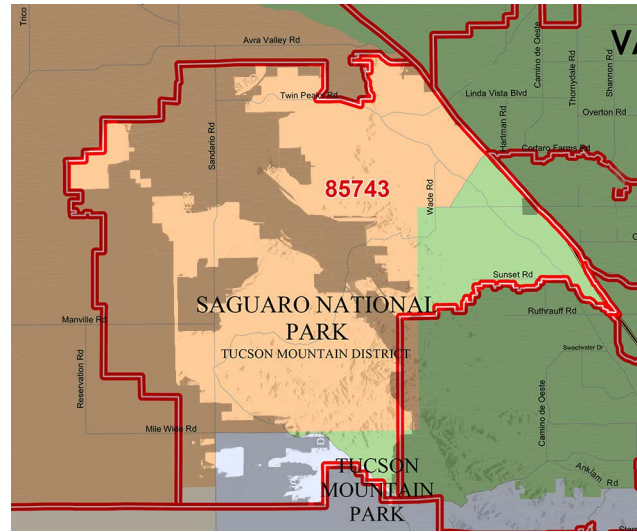 Trico
Avra Valley Rd
VA
Camino de Oeste
Thornydale Rd
Shannon Rd
Twin Peaks Rd
Linda Vista Blvd
Hartman Rd
Overton Rd
Sandario Rd
Cortaro Farms Rd
85743
Wade Rd
Sunset Rd
SAGUARO NATIONAL
PARK
TUCSON MOUNTAIN DISTRICT
Manville Rd
Ruthrauff Rd
Sweetwater Dr
Reservation Rd
Camino de Oeste
Mile Wide Rd
TUCSON
MOUNTAIN
PARK
Anklam Rd